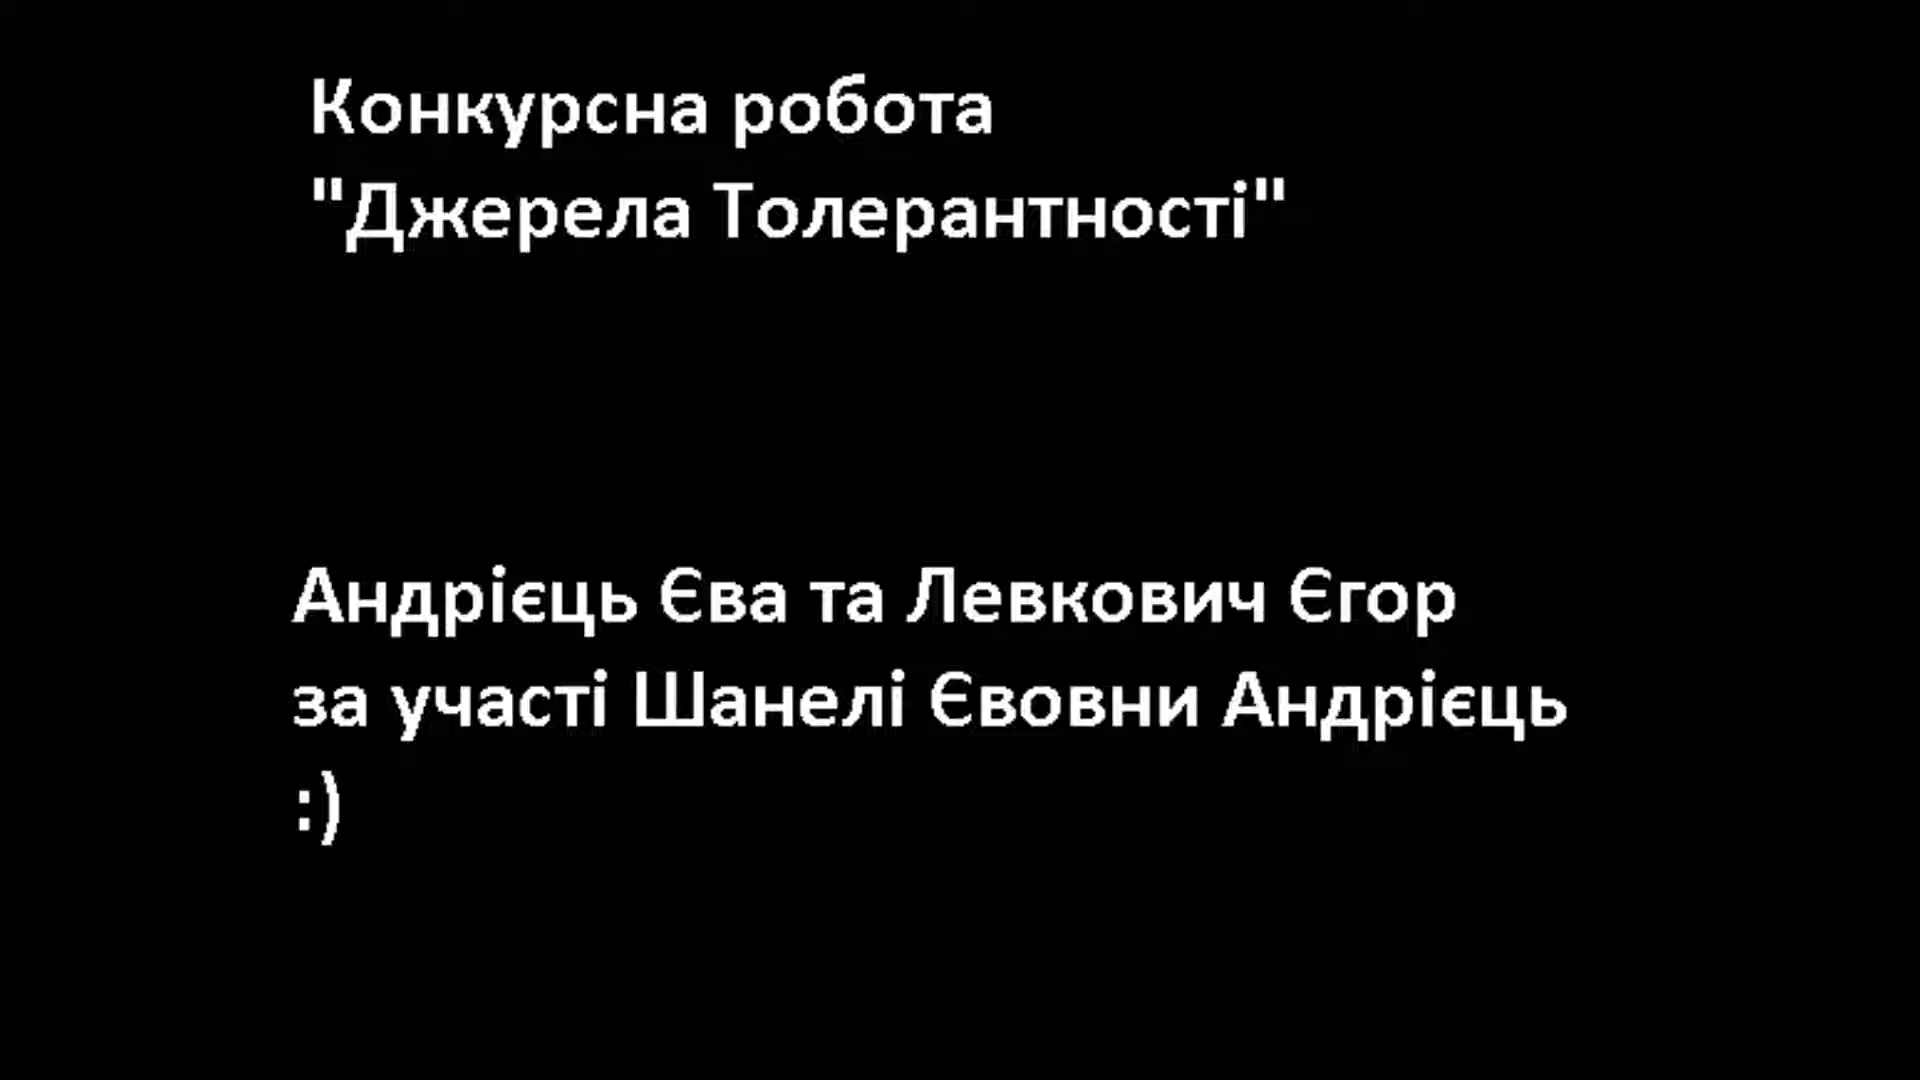 Конкурсна робота
"Джерела Толерантності"
Андрієць Єва та Левкович Єгор
за участі Шанелі Євовни Андрієць
:)